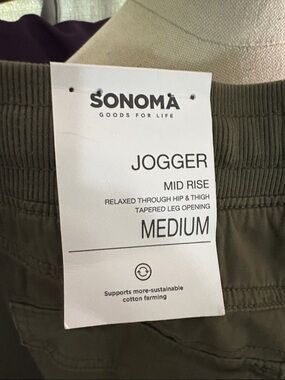 SONOMA
GOODS FOR LIFE
JOGGER
MID RISE
RELAXED THROUGH HIP & THIGH
TAPERED LEG OPENING
MEDIUM
Supports more-sustainable
cotton farming